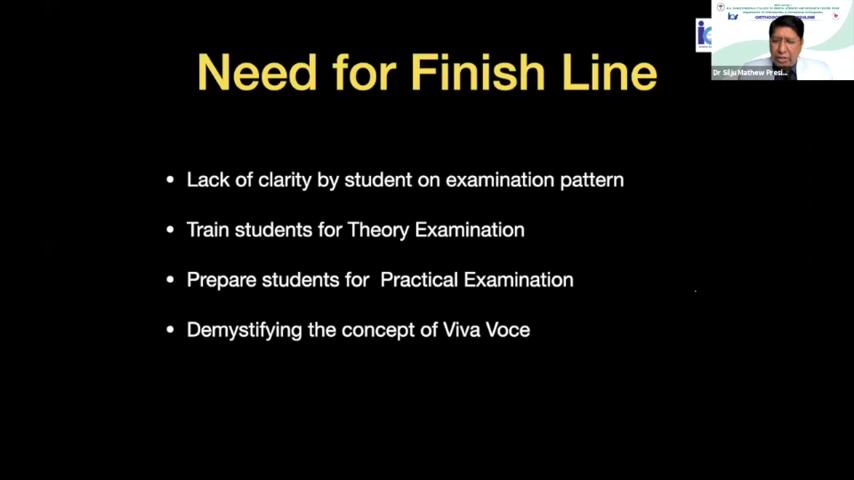 Need for Finish Line
• Lack of clarity by student on examination pattern
• Train students for Theory Examination
• Prepare students for Practical Examination
• Demystifying the concept of Viva Voce
Dr Silju Mathew Presi...